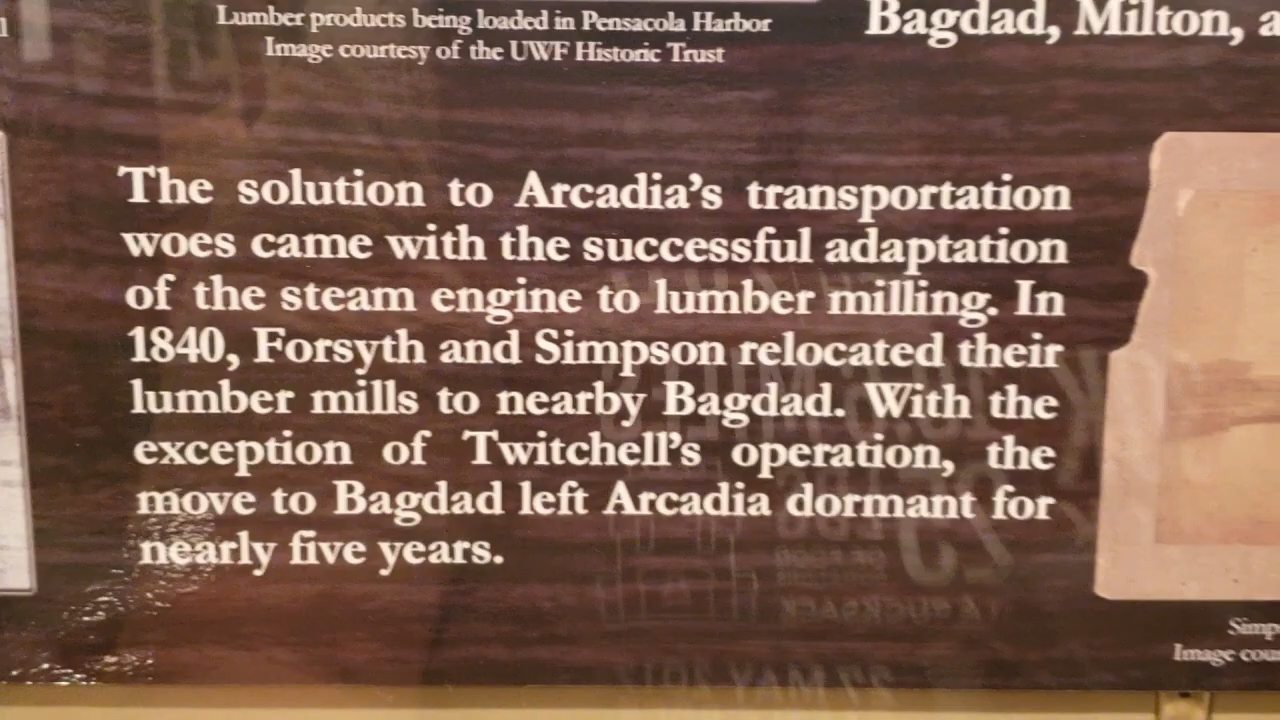 Lumber products being loaded in Pensacola Harbor
Image courtesy of the UWF Historic Trust
Bagdad, Milton,
The solution to Arcadia's transportation
woes came with the successful adaptation
of the steam engine to lumber milling. In
1840, Forsyth and Simpson relocated their
lumber mills to nearby Bagdad. With the
exception of Twitchell's operation, the
move to Bagdad left Arcadia dormant for
nearly five years.
Image